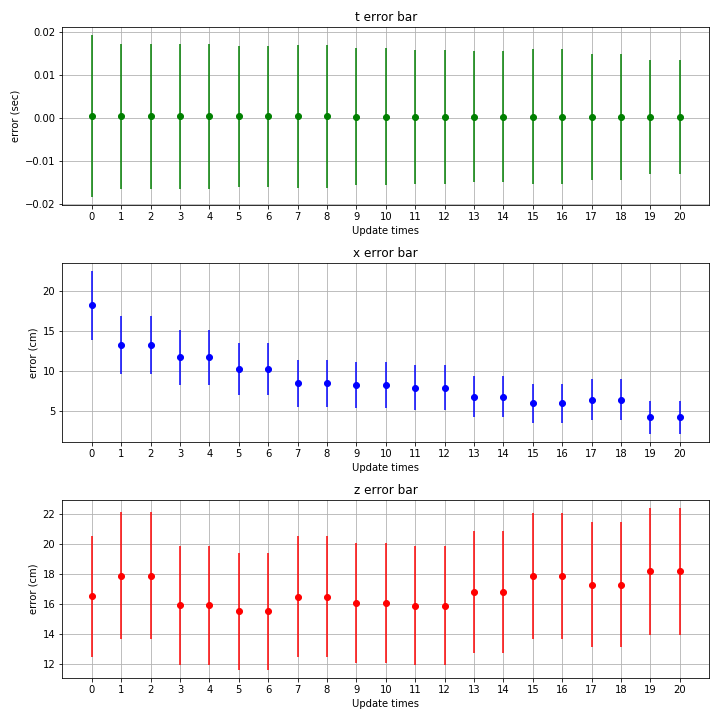 t error bar
error (sec)
0.02
0.01
0.00
−0.01
−0.02
0 1 2 3 4 5 6 7 8 9 10 11 12 13 14 15 16 17 18 19 20
Update times
x error bar
error (cm)
20
15
10
5
0 1 2 3 4 5 6 7 8 9 10 11 12 13 14 15 16 17 18 19 20
Update times
z error bar
error (cm)
22
20
18
16
14
12
0 1 2 3 4 5 6 7 8 9 10 11 12 13 14 15 16 17 18 19 20
Update times